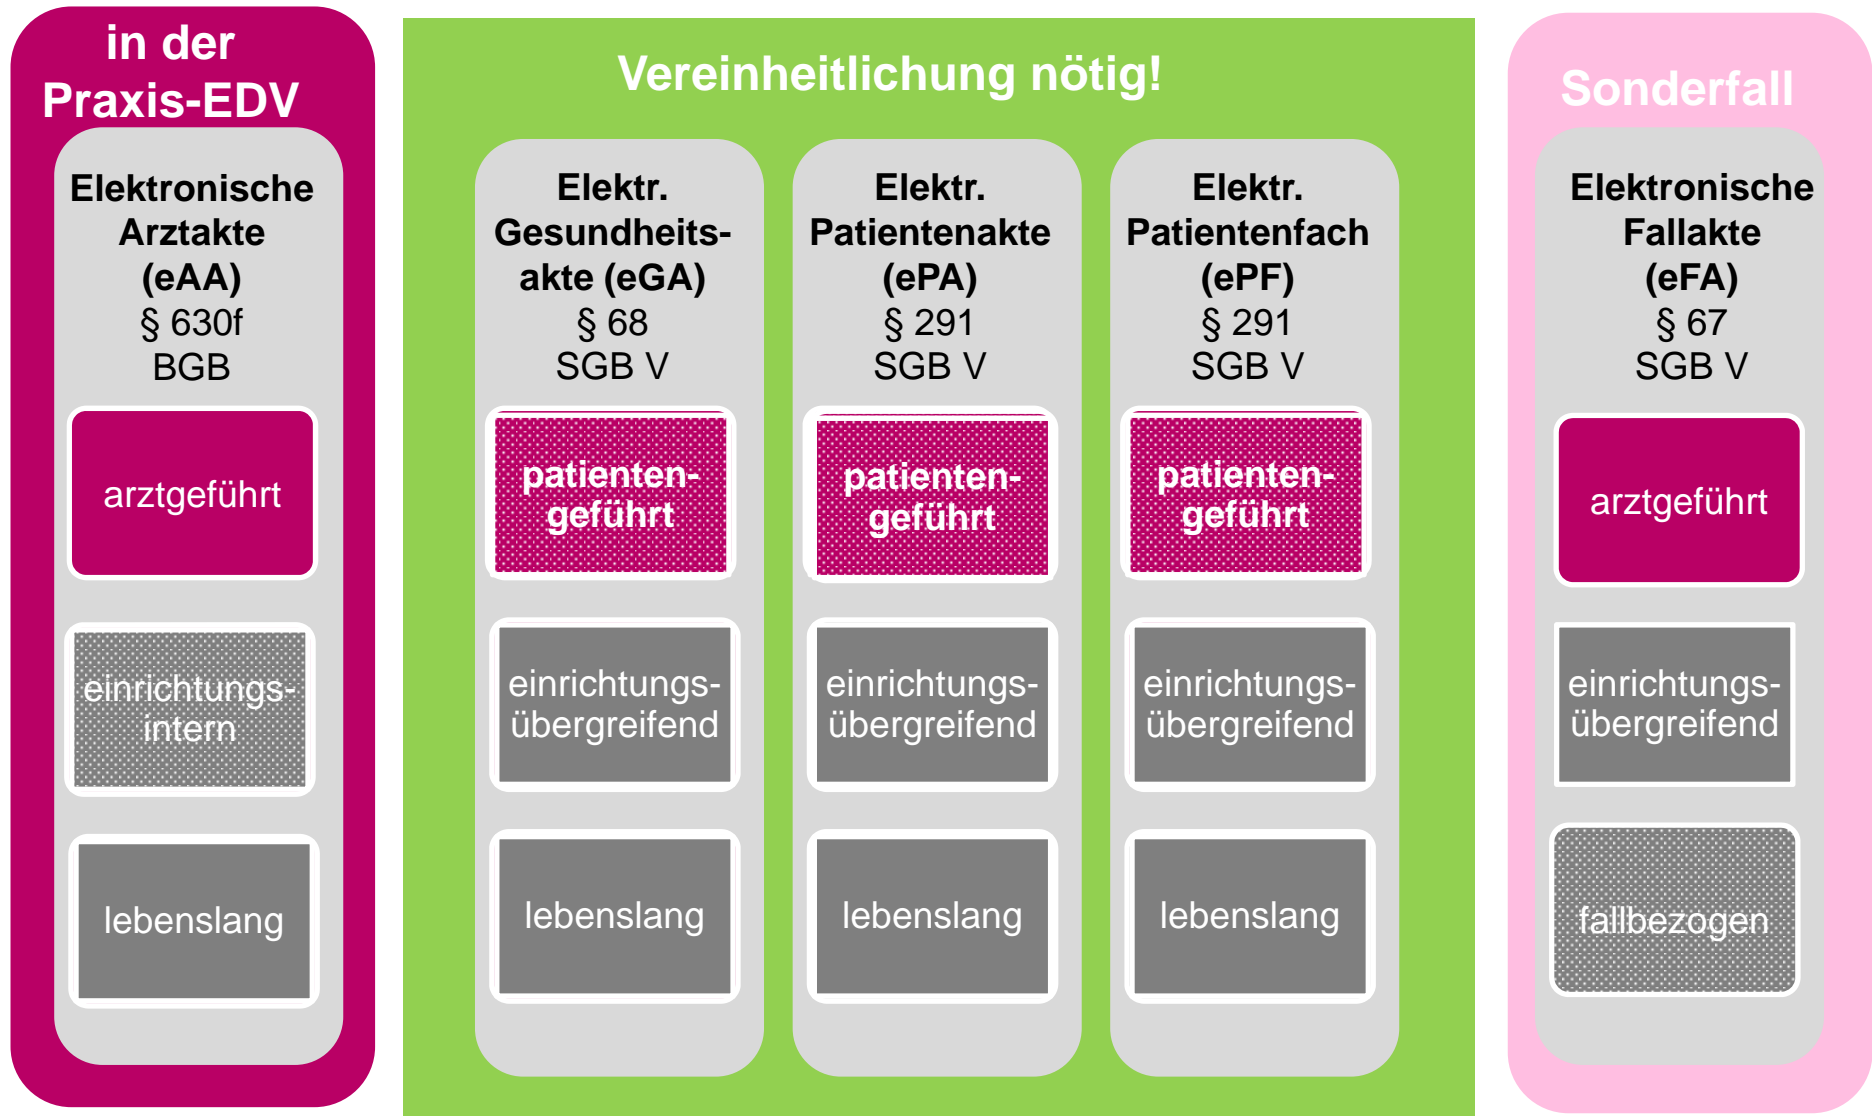 in der
Praxis-EDV
Elektronische
Arztakte
(eAA)
§ 630f
BGB
arztgeführt
einrichtungs-
intern
lebenslang
Vereinheitlichung nötig!
Elektr.
Gesundheits-
akte (eGA)
§ 68
SGB V
patienten-
geführt
einrichtungs-
übergreifend
lebenslang
Elektr.
Patientenakte
(ePA)
§ 291
SGB V
patienten-
geführt
einrichtungs-
übergreifend
lebenslang
Elektr.
Patientenfach
(ePF)
§ 291
SGB V
patienten-
geführt
einrichtungs-
übergreifend
lebenslang
Sonderfall
Elektronische
Fallakte
(eFA)
§ 67
SGB V
arztgeführt
einrichtungs-
übergreifend
fallbezogen